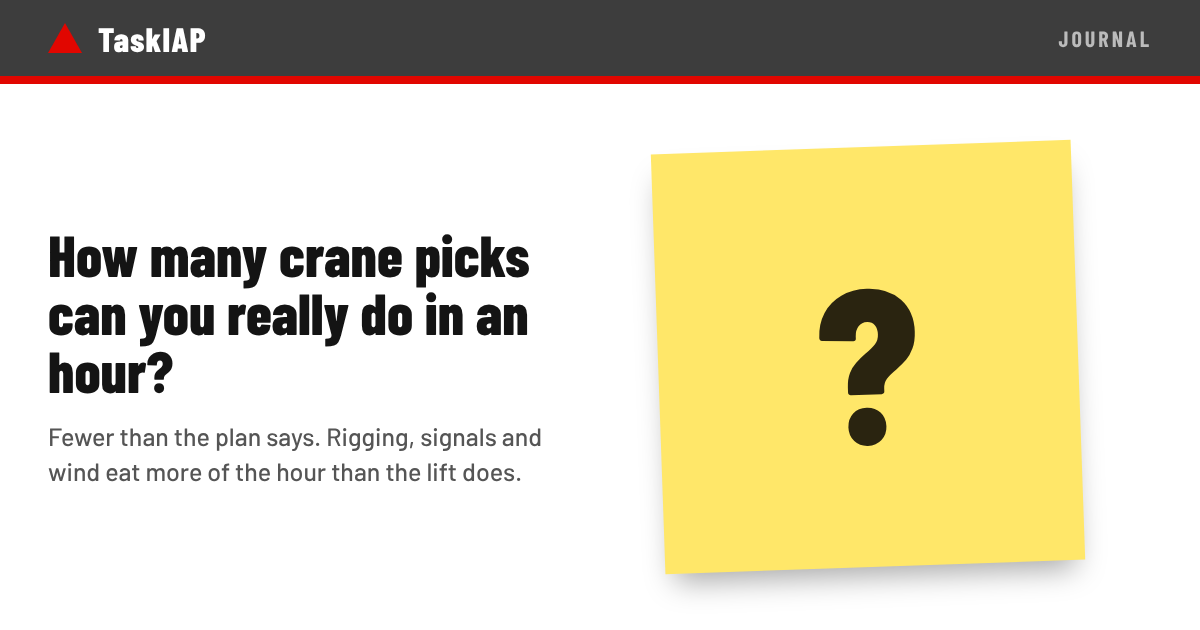 TaskIAP
JOURNAL
How many crane picks
can you really do in an
hour?
Fewer than the plan says. Rigging, signals and
wind eat more of the hour than the lift does.
?